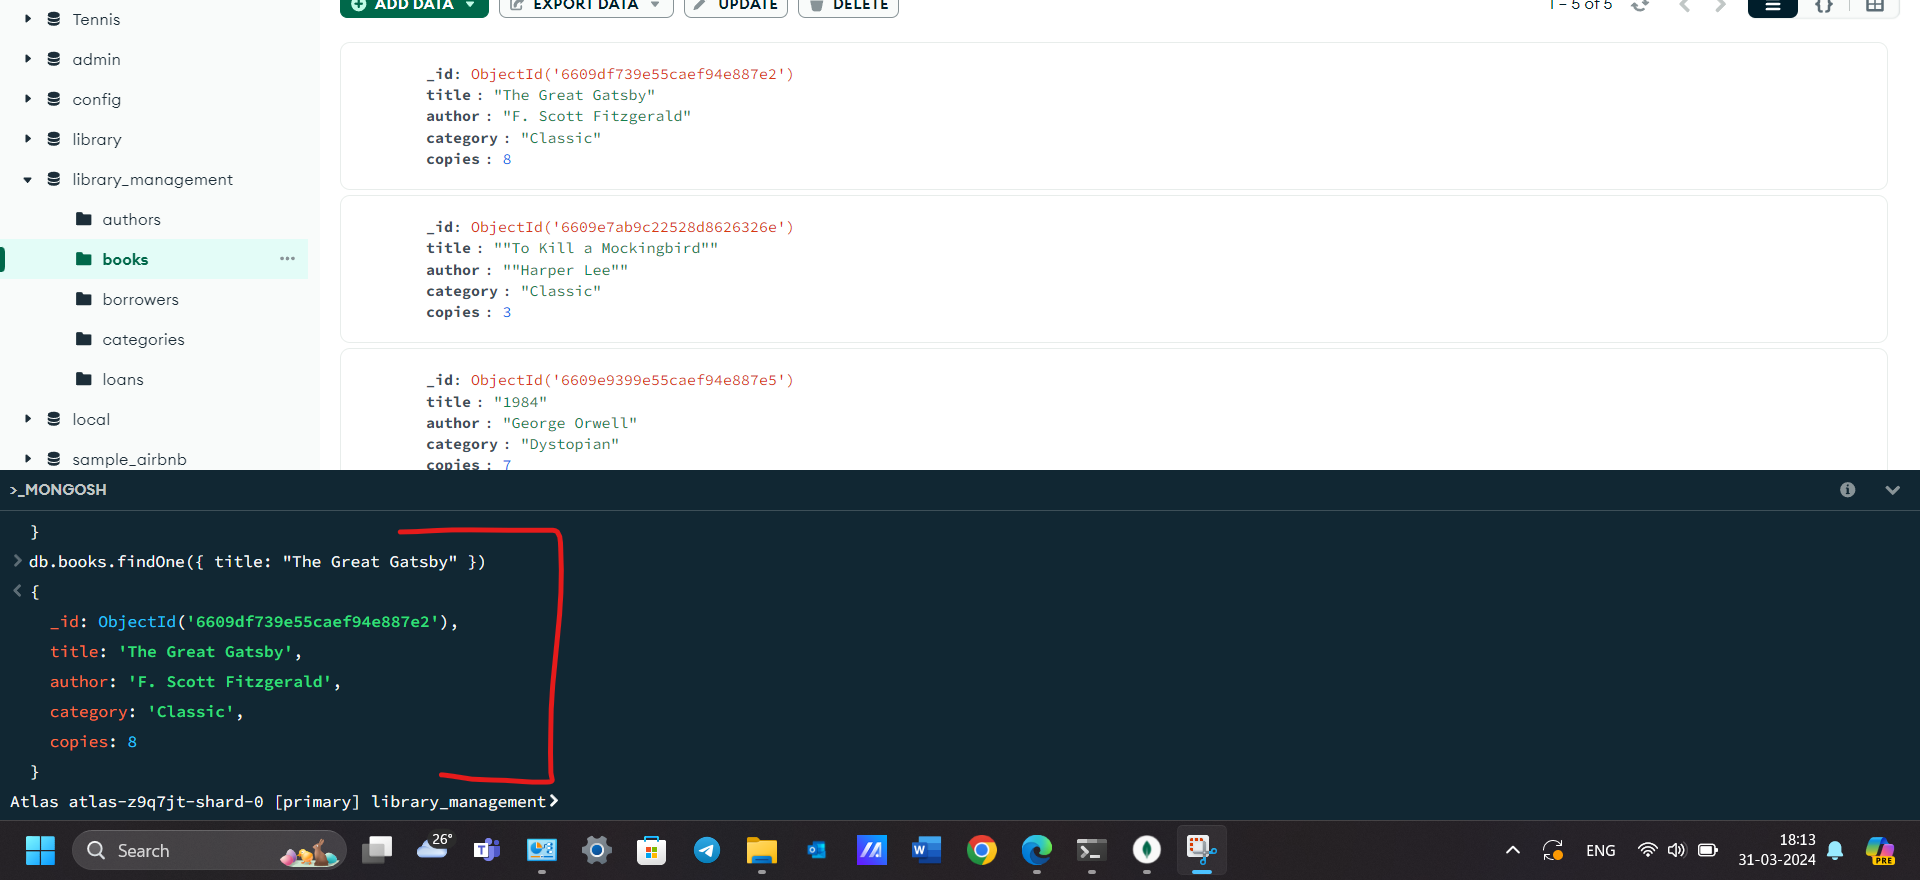 Tennis
admin
config
library
library_management
authors
books
borrowers
categories
loans
local
sample_airbnb
ADD DATA
EXPORT DATA
UPDATE
DELETE
1 – 5 of 5
{}
_id: ObjectId('6609df739e55caef94e887e2')
title : "The Great Gatsby"
author : "F. Scott Fitzgerald"
category : "Classic"
copies : 8
_id: ObjectId('6609e7ab9c22528d8626326e')
title : ""To Kill a Mockingbird""
author : ""Harper Lee""
category : "Classic"
copies : 3
_id: ObjectId('6609e9399e55caef94e887e5')
title : "1984"
author : "George Orwell"
category : "Dystopian"
copies : 7
>_MONGOSH
}
> db.books.findOne({ title: "The Great Gatsby" })
< {
_id: ObjectId('6609df739e55caef94e887e2'),
title: 'The Great Gatsby',
author: 'F. Scott Fitzgerald',
category: 'Classic',
copies: 8
}
Atlas atlas-z9q7jt-shard-0 [primary] library_management>
Search
26°
ENG
18:13
31-03-2024
PRE